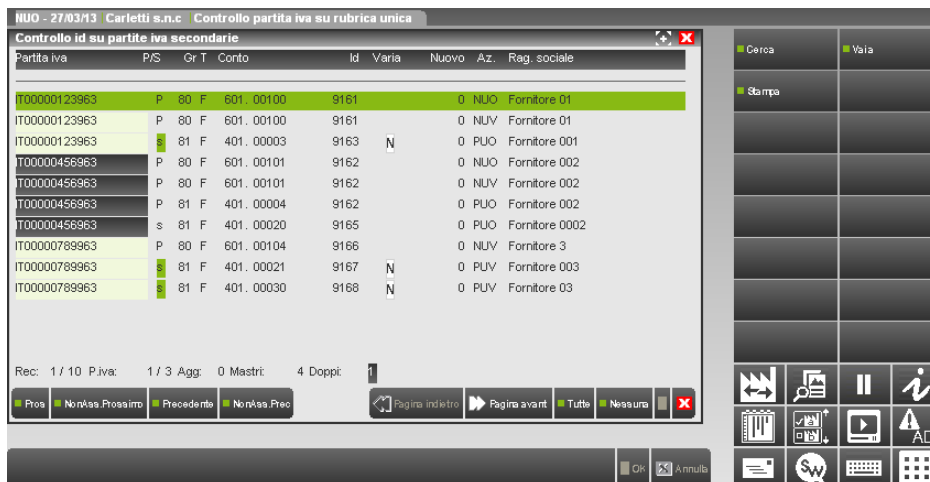 NUO - 27/03/13 Carletti s.n.c Controllo partita iva su rubrica unica
Controllo id su partite iva secondarie
Partita iva P/S Gr T Conto Id Varia Nuovo Az. Rag. sociale
IT00000123963 P 80 F 601. 00100 9161 0 NUO Fornitore 01
IT00000123963 P 80 F 601. 00100 9161 0 NUV Fornitore 01
IT00000123963 s 81 F 401. 00003 9163 N 0 PUO Fornitore 001
IT00000456963 P 80 F 601. 00101 9162 0 NUO Fornitore 002
IT00000456963 P 80 F 601. 00101 9162 0 NUV Fornitore 002
IT00000456963 P 81 F 401. 00004 9162 0 PUO Fornitore 002
IT00000456963 s 81 F 401. 00020 9165 0 PUO Fornitore 0002
IT00000789963 P 80 F 601. 00104 9166 0 NUV Fornitore 3
IT00000789963 s 81 F 401. 00021 9167 N 0 PUV Fornitore 003
IT00000789963 s 81 F 401. 00030 9168 N 0 PUV Fornitore 03
Rec: 1 / 10 P.iva: 1 / 3 Agg: 0 Mastri: 4 Doppi: 1
Pros NonAss.Prossimo Precedente NonAss.Prec Pagina indietro Pagina avant Tutte Nessuna
OK Annulla
Cerca Vai a
Stampa
SW